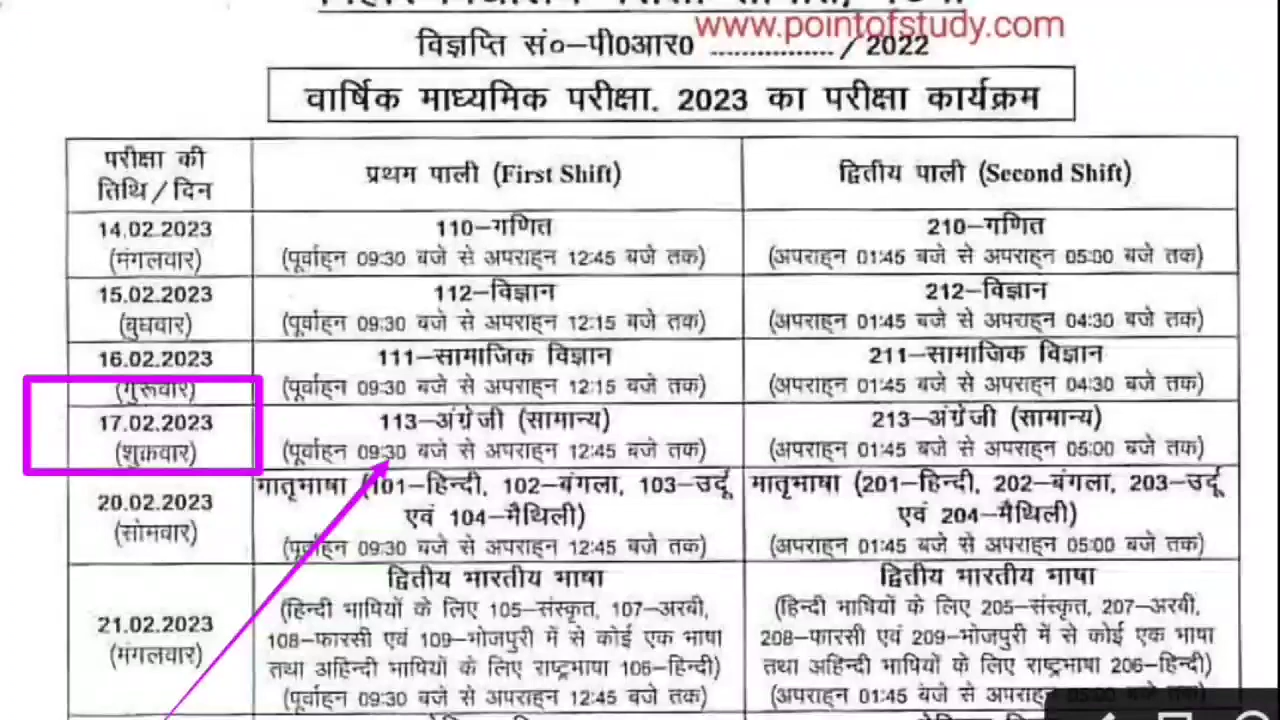 www.pointofstudy.com
विज्ञप्ति सं०–पी0आर0 ................ / 2022
वार्षिक माध्यमिक परीक्षा. 2023 का परीक्षा कार्यक्रम
परीक्षा की
तिथि / दिन
प्रथम पाली (First Shift)
द्वितीय पाली (Second Shift)
14.02.2023
(मंगलवार)
110–गणित
(पूर्वाह्न 09:30 बजे से अपराह्न 12:45 बजे तक)
210–गणित
(अपराह्न 01:45 बजे से अपराह्न 05:00 बजे तक)
15.02.2023
(बुधवार)
112–विज्ञान
(पूर्वाह्न 09:30 बजे से अपराह्न 12:15 बजे तक)
212–विज्ञान
(अपराह्न 01:45 बजे से अपराह्न 04:30 बजे तक)
16.02.2023
(गुरूवार)
111–सामाजिक विज्ञान
(पूर्वाह्न 09:30 बजे से अपराह्न 12:15 बजे तक)
211–सामाजिक विज्ञान
(अपराह्न 01:45 बजे से अपराह्न 04:30 बजे तक)
17.02.2023
(शुक्रवार)
113–अंग्रेजी (सामान्य)
(पूर्वाह्न 09:30 बजे से अपराह्न 12:45 बजे तक)
213–अंग्रेजी (सामान्य)
(अपराह्न 01:45 बजे से अपराह्न 05:00 बजे तक)
20.02.2023
(सोमवार)
मातृभाषा (101–हिन्दी, 102–बंगला, 103–उर्दू
एवं 104–मैथिली)
(पूर्वाह्न 09:30 बजे से अपराह्न 12:45 बजे तक)
मातृभाषा (201–हिन्दी, 202–बंगला, 203–उर्दू
एवं 204–मैथिली)
(अपराह्न 01:45 बजे से अपराह्न 05:00 बजे तक)
21.02.2023
(मंगलवार)
द्वितीय भारतीय भाषा
(हिन्दी भाषियों के लिए 105–संस्कृत, 107–अरबी,
108–फारसी एवं 109–भोजपुरी में से कोई एक भाषा
तथा अहिन्दी भाषियों के लिए राष्ट्रभाषा 106–हिन्दी)
(पूर्वाह्न 09:30 बजे से अपराह्न 12:45 बजे तक)
द्वितीय भारतीय भाषा
(हिन्दी भाषियों के लिए 205–संस्कृत, 207–अरबी,
208–फारसी एवं 209–भोजपुरी में से कोई एक भाषा
तथा अहिन्दी भाषियों के लिए राष्ट्रभाषा 206–हिन्दी)
(अपराह्न 01:45 बजे से अपराह्न 05:00 बजे तक)